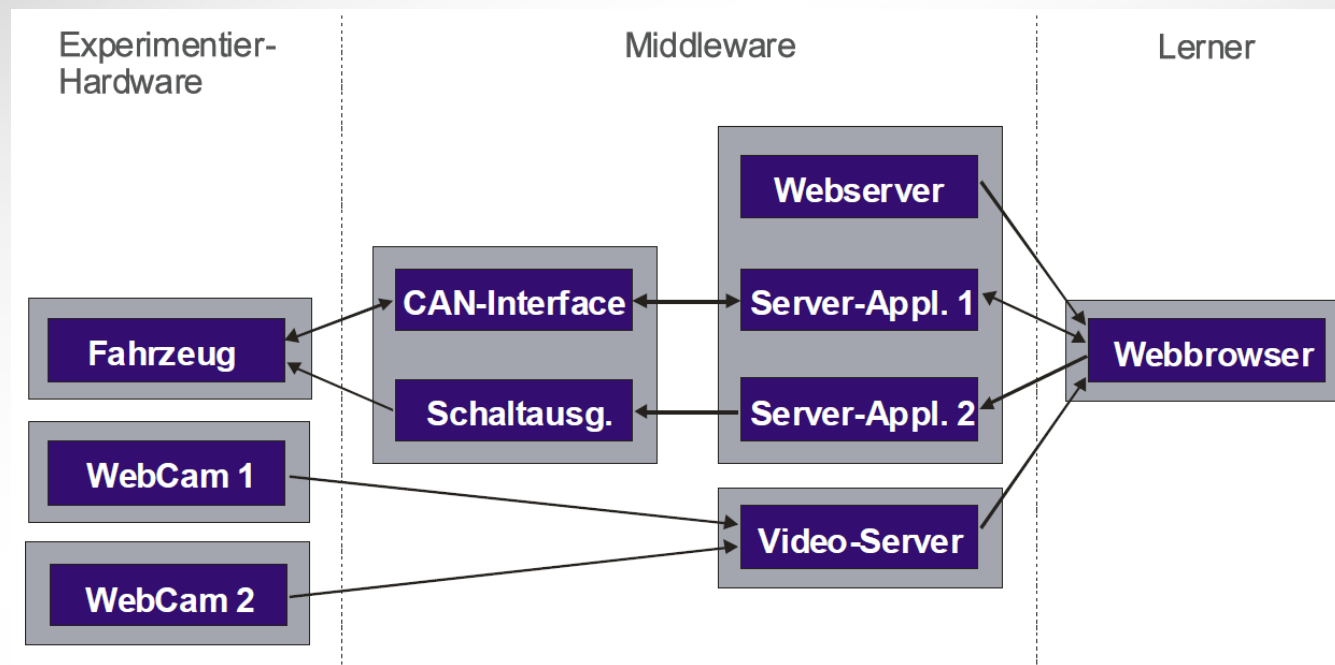 Experimentier-
Hardware
Middleware
Lerner
Webserver
CAN-Interface
Server-Appl. 1
Fahrzeug
Webbrowser
Schaltausg.
Server-Appl. 2
WebCam 1
Video-Server
WebCam 2